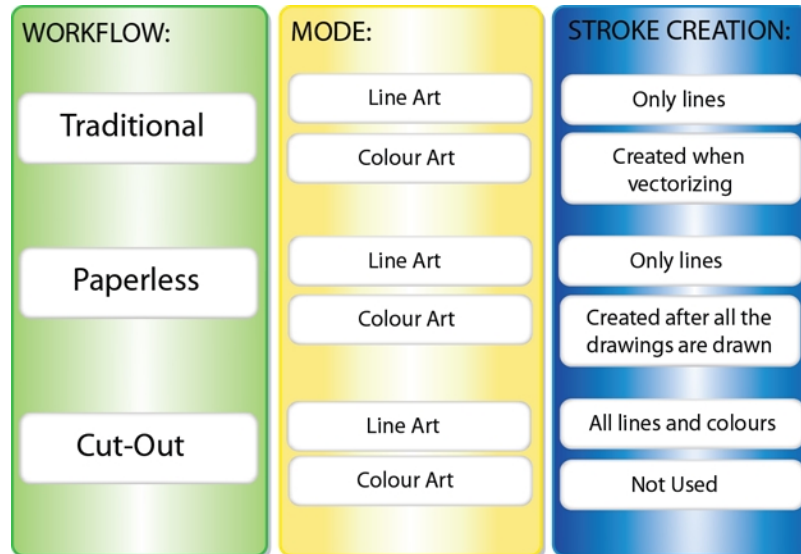 WORKFLOW:
MODE:
STROKE CREATION:
Traditional
Line Art
Only lines
Colour Art
Created when
vectorizing
Paperless
Line Art
Only lines
Colour Art
Created after all the
drawings are drawn
Cut-Out
Line Art
All lines and colours
Colour Art
Not Used